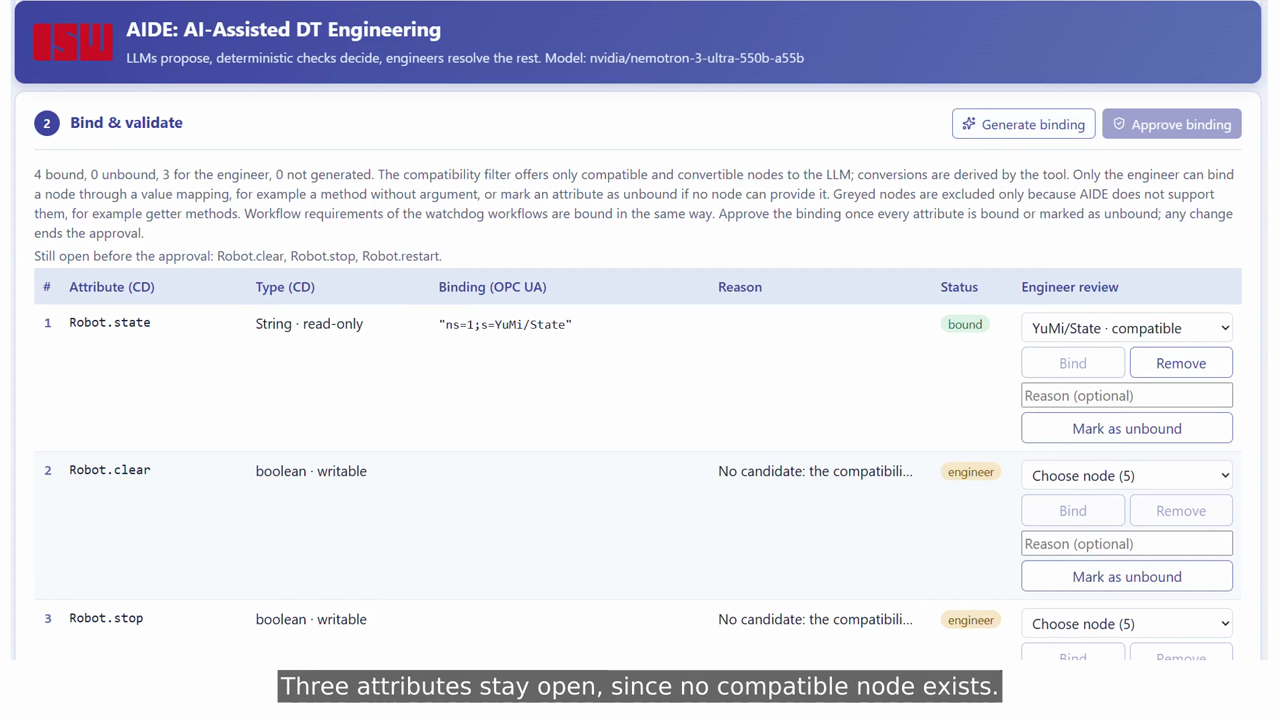 ISW
AIDE: AI-Assisted DT Engineering
LLMs propose, deterministic checks decide, engineers resolve the rest. Model: nvidia/nemotron-3-ultra-550b-a55b
2 Bind & validate
Generate binding
Approve binding
4 bound, 0 unbound, 3 for the engineer, 0 not generated. The compatibility filter offers only compatible and convertible nodes to the LLM; conversions are derived by the tool. Only the engineer can bind
a node through a value mapping, for example a method without argument, or mark an attribute as unbound if no node can provide it. Greyed nodes are excluded only because AIDE does not support
them, for example getter methods. Workflow requirements of the watchdog workflows are bound in the same way. Approve the binding once every attribute is bound or marked as unbound; any change
ends the approval.
Still open before the approval: Robot.clear, Robot.stop, Robot.restart.
# Attribute (CD) Type (CD) Binding (OPC UA) Reason Status Engineer review
1 Robot.state String · read-only "ns=1;s=YuMi/State" bound YuMi/State · compatible
Bind Remove
Reason (optional)
Mark as unbound
2 Robot.clear boolean · writable No candidate: the compatibili... engineer Choose node (5)
Bind Remove
Reason (optional)
Mark as unbound
3 Robot.stop boolean · writable No candidate: the compatibili... engineer Choose node (5)
Bind Remove
Three attributes stay open, since no compatible node exists.